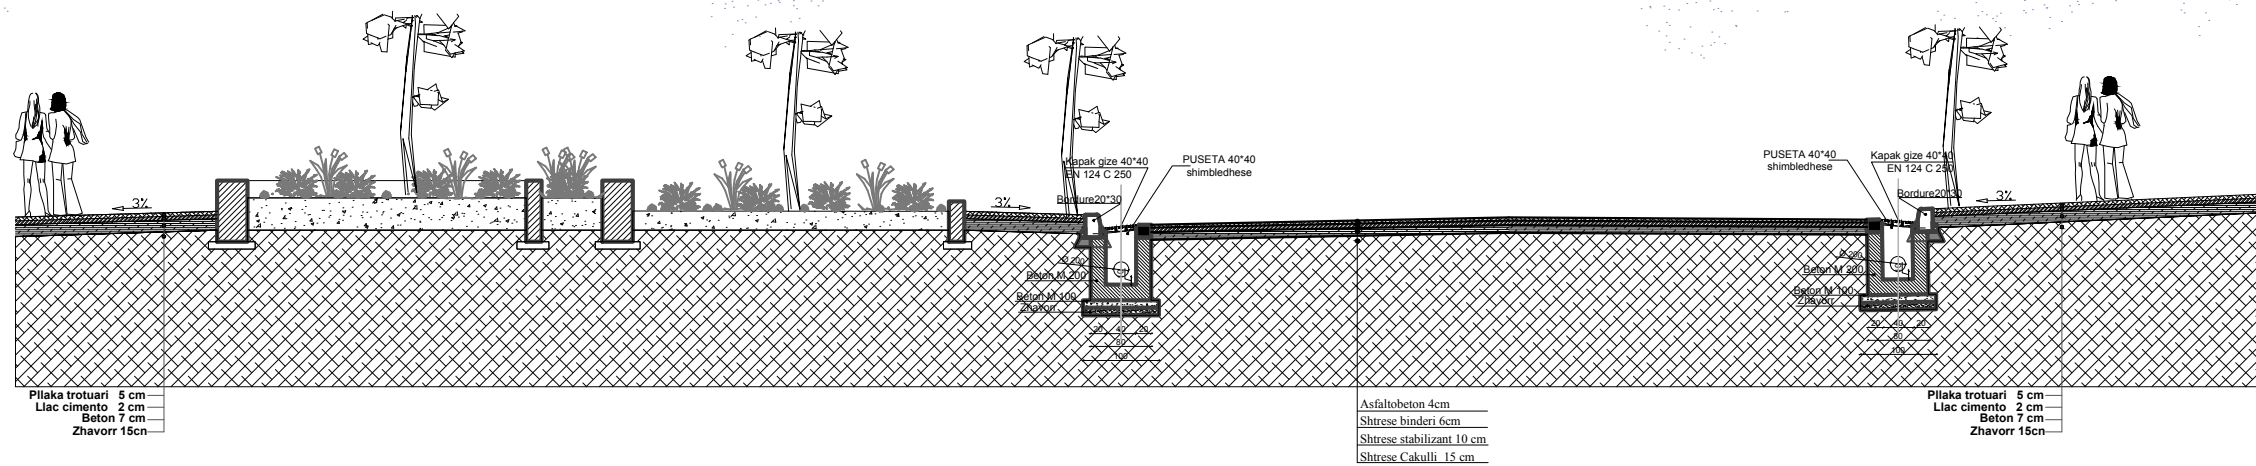 3%
Kapak gize 40*40
EN 124 C 250
PUSETA 40*40
shimbledhese
Bordure20*30
3%
Ø 200
Beton M 200
Beton M 100
Zhavorr
20 40 20
80
100
PUSETA 40*40
shimbledhese
Kapak gize 40*40
EN 124 C 250
Bordure20*30
3%
Ø 200
Beton M 200
Beton M 100
Zhavorr
20 40 20
80
100
Pllaka trotuari 5 cm
Llac cimento 2 cm
Beton 7 cm
Zhavorr 15cn
Asfaltobeton 4cm
Shtrese binderi 6cm
Shtrese stabilizant 10 cm
Shtrese Cakulli 15 cm
Pllaka trotuari 5 cm
Llac cimento 2 cm
Beton 7 cm
Zhavorr 15cn